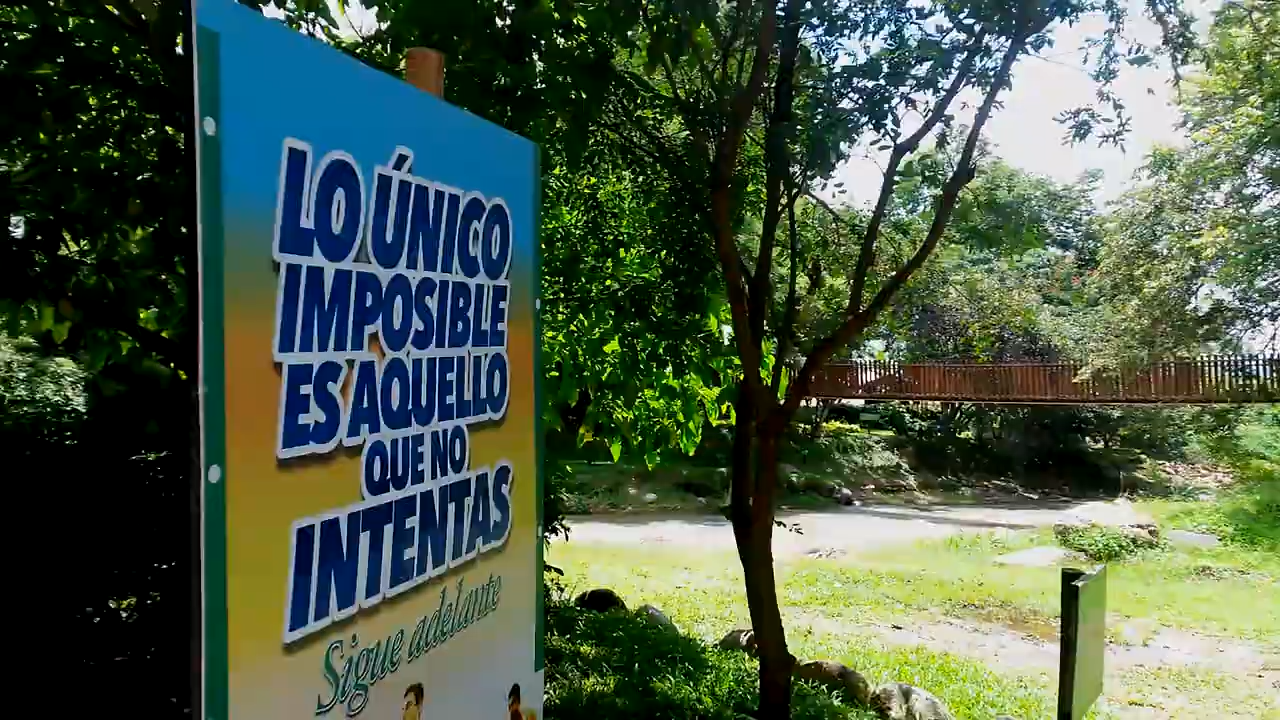 LO ÚNICO
IMPOSIBLE
ES AQUELLO
QUE NO
INTENTAS
Sigue adelante